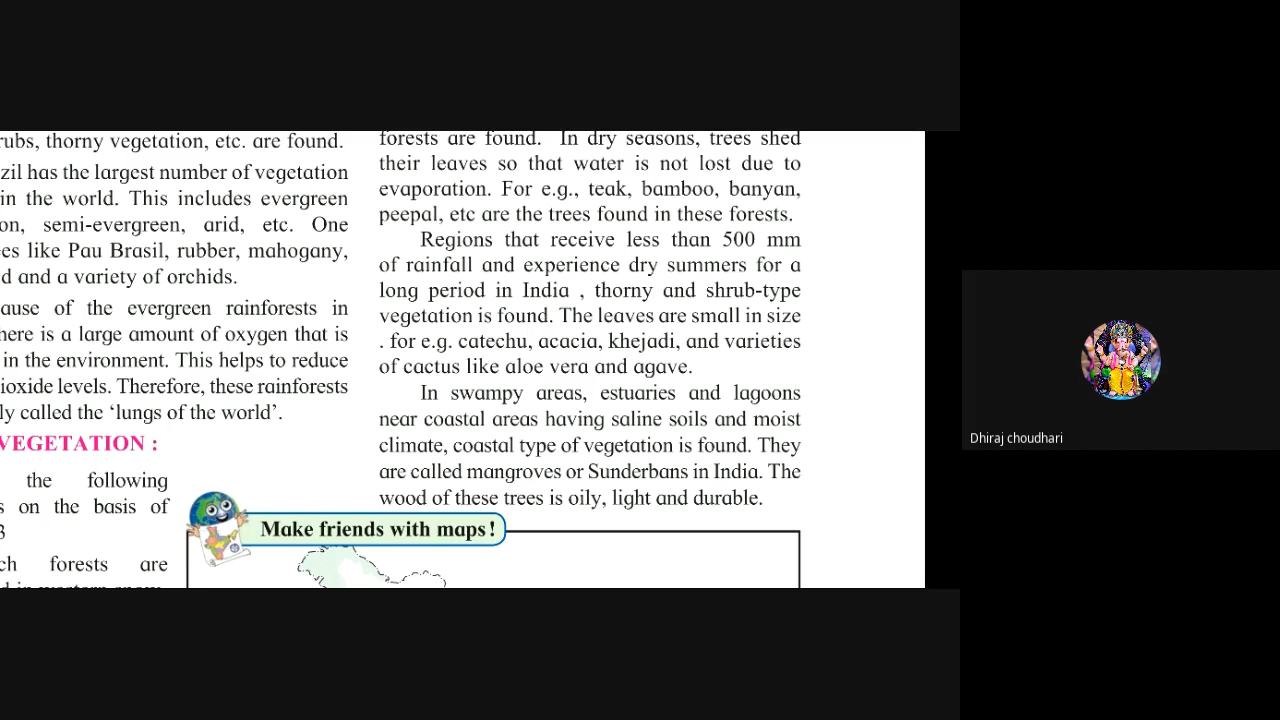 rubs, thorny vegetation, etc. are found.
zil has the largest number of vegetation
in the world. This includes evergreen
on, semi-evergreen, arid, etc. One
es like Pau Brasil, rubber, mahogany,
d and a variety of orchids.
ause of the evergreen rainforests in
here is a large amount of oxygen that is
in the environment. This helps to reduce
ioxide levels. Therefore, these rainforests
ly called the ‘lungs of the world’.
VEGETATION :
the following
s on the basis of
3
ch forests are
forests are found. In dry seasons, trees shed
their leaves so that water is not lost due to
evaporation. For e.g., teak, bamboo, banyan,
peepal, etc are the trees found in these forests.
Regions that receive less than 500 mm
of rainfall and experience dry summers for a
long period in India , thorny and shrub-type
vegetation is found. The leaves are small in size
. for e.g. catechu, acacia, khejadi, and varieties
of cactus like aloe vera and agave.
In swampy areas, estuaries and lagoons
near coastal areas having saline soils and moist
climate, coastal type of vegetation is found. They
are called mangroves or Sunderbans in India. The
wood of these trees is oily, light and durable.
Make friends with maps!
Dhiraj choudhari